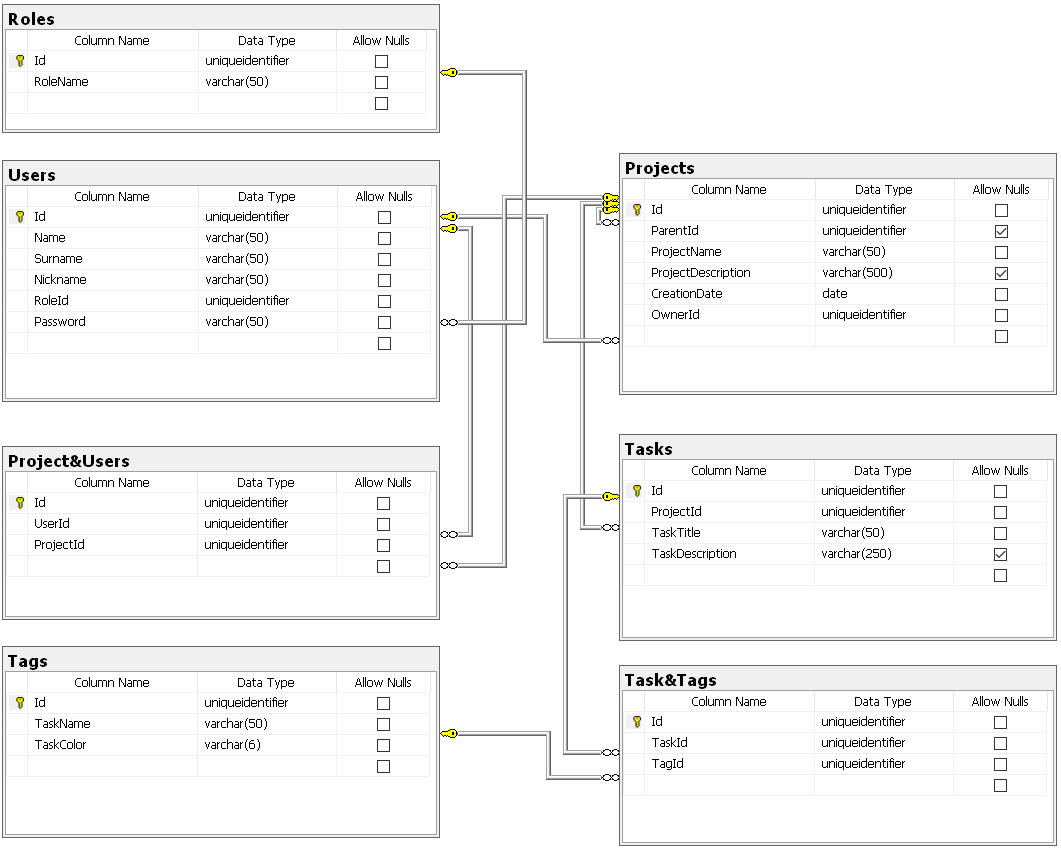 Roles
Column Name Data Type Allow Nulls
Id uniqueidentifier
RoleName varchar(50)
Users
Column Name Data Type Allow Nulls
Id uniqueidentifier
Name varchar(50)
Surname varchar(50)
Nickname varchar(50)
RoleId uniqueidentifier
Password varchar(50)
Project&Users
Column Name Data Type Allow Nulls
Id uniqueidentifier
UserId uniqueidentifier
ProjectId uniqueidentifier
Tags
Column Name Data Type Allow Nulls
Id uniqueidentifier
TaskName varchar(50)
TaskColor varchar(6)
Projects
Column Name Data Type Allow Nulls
Id uniqueidentifier
ParentId uniqueidentifier
ProjectName varchar(50)
ProjectDescription varchar(500)
CreationDate date
OwnerId uniqueidentifier
Tasks
Column Name Data Type Allow Nulls
Id uniqueidentifier
ProjectId uniqueidentifier
TaskTitle varchar(50)
TaskDescription varchar(250)
Task&Tags
Column Name Data Type Allow Nulls
Id uniqueidentifier
TaskId uniqueidentifier
TagId uniqueidentifier